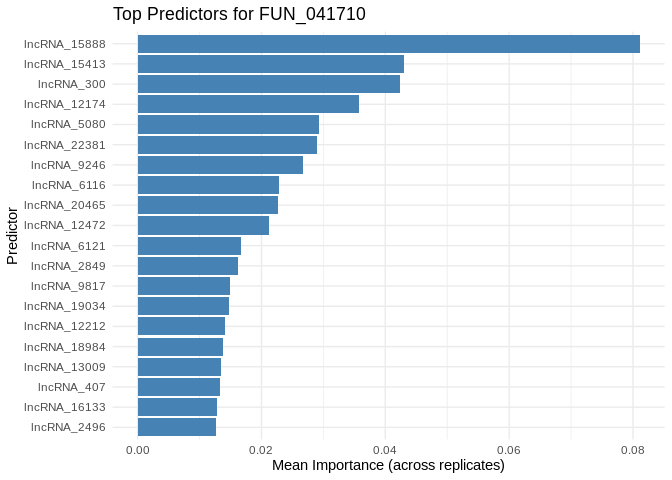 Top Predictors for FUN_041710
lncRNA_15888
lncRNA_15413
lncRNA_300
lncRNA_12174
lncRNA_5080
lncRNA_22381
lncRNA_9246
lncRNA_6116
lncRNA_20465
lncRNA_12472
lncRNA_6121
lncRNA_2849
lncRNA_9817
lncRNA_19034
lncRNA_12212
lncRNA_18984
lncRNA_13009
lncRNA_407
lncRNA_16133
lncRNA_2496
Predictor
0.00 0.02 0.04 0.06 0.08
Mean Importance (across replicates)